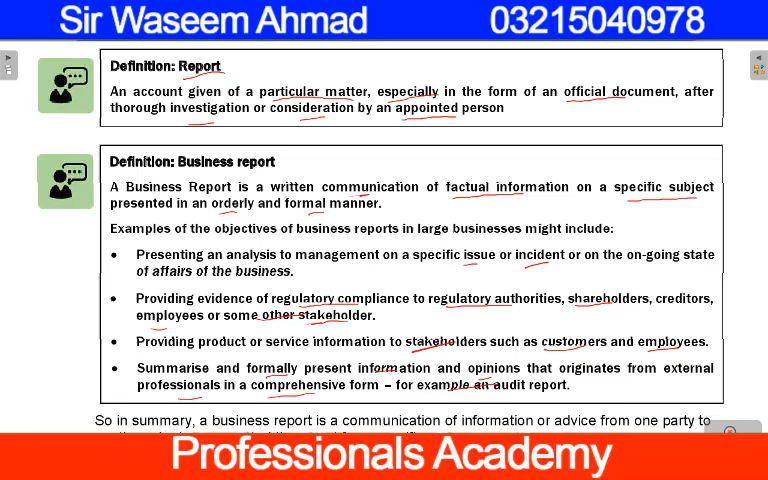 Sir Waseem Ahmad 03215040978
Definition: Report
An account given of a particular matter, especially in the form of an official document, after
thorough investigation or consideration by an appointed person
Definition: Business report
A Business Report is a written communication of factual information on a specific subject
presented in an orderly and formal manner.
Examples of the objectives of business reports in large businesses might include:
• Presenting an analysis to management on a specific issue or incident or on the on-going state
of affairs of the business.
• Providing evidence of regulatory compliance to regulatory authorities, shareholders, creditors,
employees or some other stakeholder.
• Providing product or service information to stakeholders such as customers and employees.
• Summarise and formally present information and opinions that originates from external
professionals in a comprehensive form – for example an audit report.
So in summary, a business report is a communication of information or advice from one party to
Professionals Academy